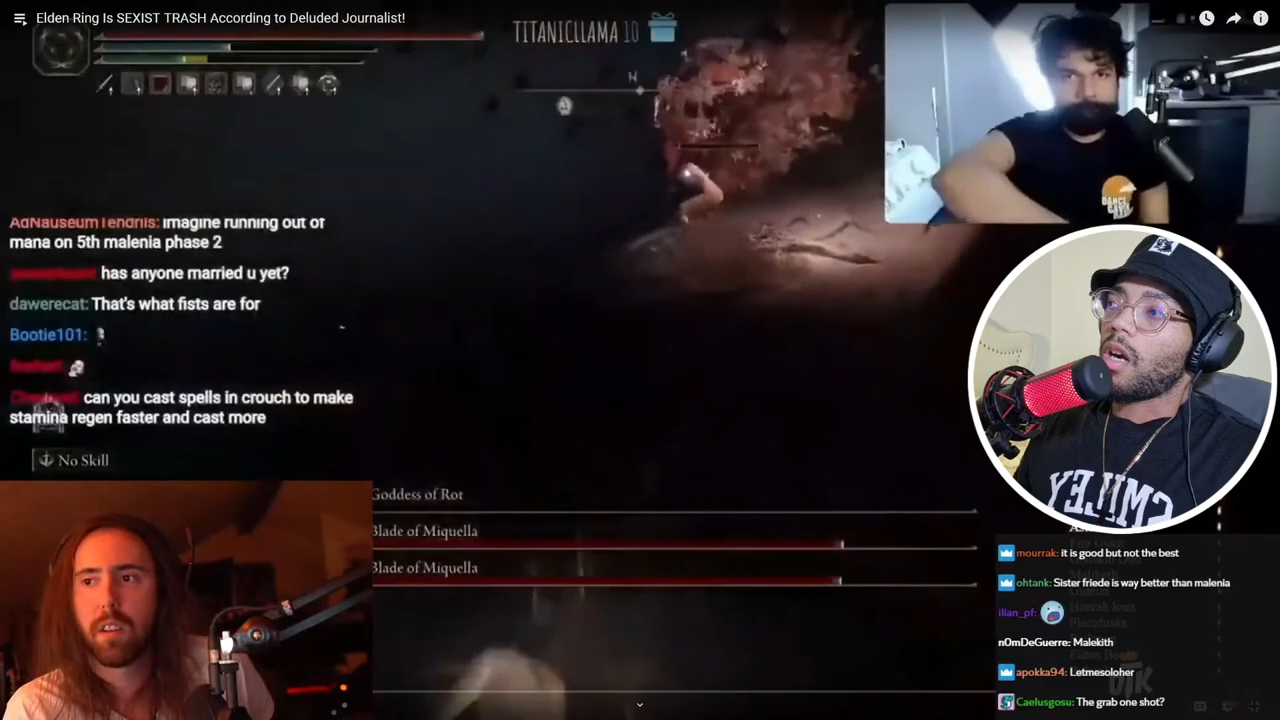 Elden Ring Is SEXIST TRASH According to Deluded Journalist!
TITANICLLAMA 10
N
AdNauseumTendrils: imagine running out of
mana on 5th malenia phase 2
has anyone married u yet?
dawerecat: That's what fists are for
Bootie101:
can you cast spells in crouch to make
stamina regen faster and cast more
No Skill
Goddess of Rot
Blade of Miquella
Blade of Miquella
mourrak: it is good but not the best
ohtank: Sister friede is way better than malenia
ilian_pf:
nOmDeGuerre: Malekith
apokka94: Letmesoloher
Caelusgosu: The grab one shot?
Gideon
Hoarah loux
Placidusax